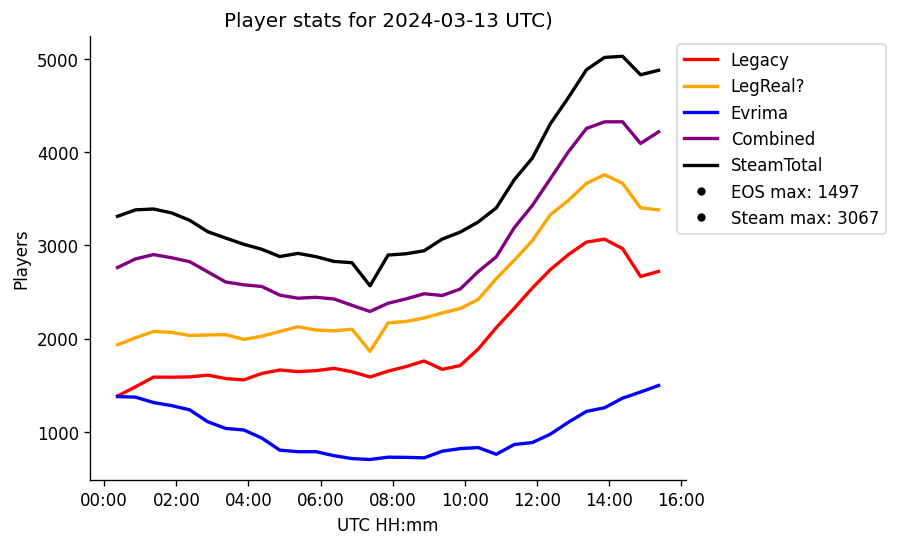 Player stats for 2024-03-13 UTC)
5000
4000
3000
2000
1000
Players
00:00 02:00 04:00 06:00 08:00 10:00 12:00 14:00 16:00
UTC HH:mm
Legacy
LegReal?
Evrima
Combined
SteamTotal
EOS max: 1497
Steam max: 3067